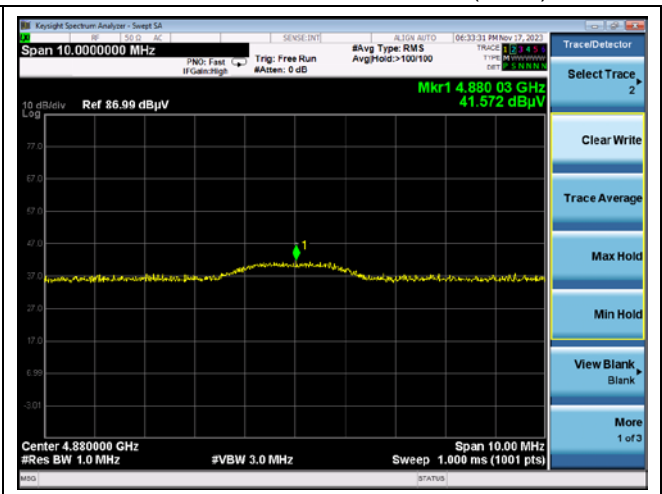 Keysight Spectrum Analyzer - Swept SA
RF 50 Ω AC SENSE:INT ALIGN AUTO 06:33:31 PM Nov 17, 2023
Span 10.0000000 MHz
PNO: Fast Trig: Free Run #Avg Type: RMS TRACE 1 2 3 4 5 6
IFGain:High #Atten: 0 dB Avg|Hold:>100/100 TYPE
DET P S N N N N
Mkr1 4.880 03 GHz
41.572 dBµV
10 dB/div Ref 86.99 dBµV
Log
77.0
67.0
57.0
47.0
37.0
27.0
17.0
6.99
-3.01
1
Center 4.880000 GHz Span 10.00 MHz
#Res BW 1.0 MHz #VBW 3.0 MHz Sweep 1.000 ms (1001 pts)
MSG STATUS
Trace/Detector
Select Trace
2
Clear Write
Trace Average
Max Hold
Min Hold
View Blank
Blank
More
1 of 3